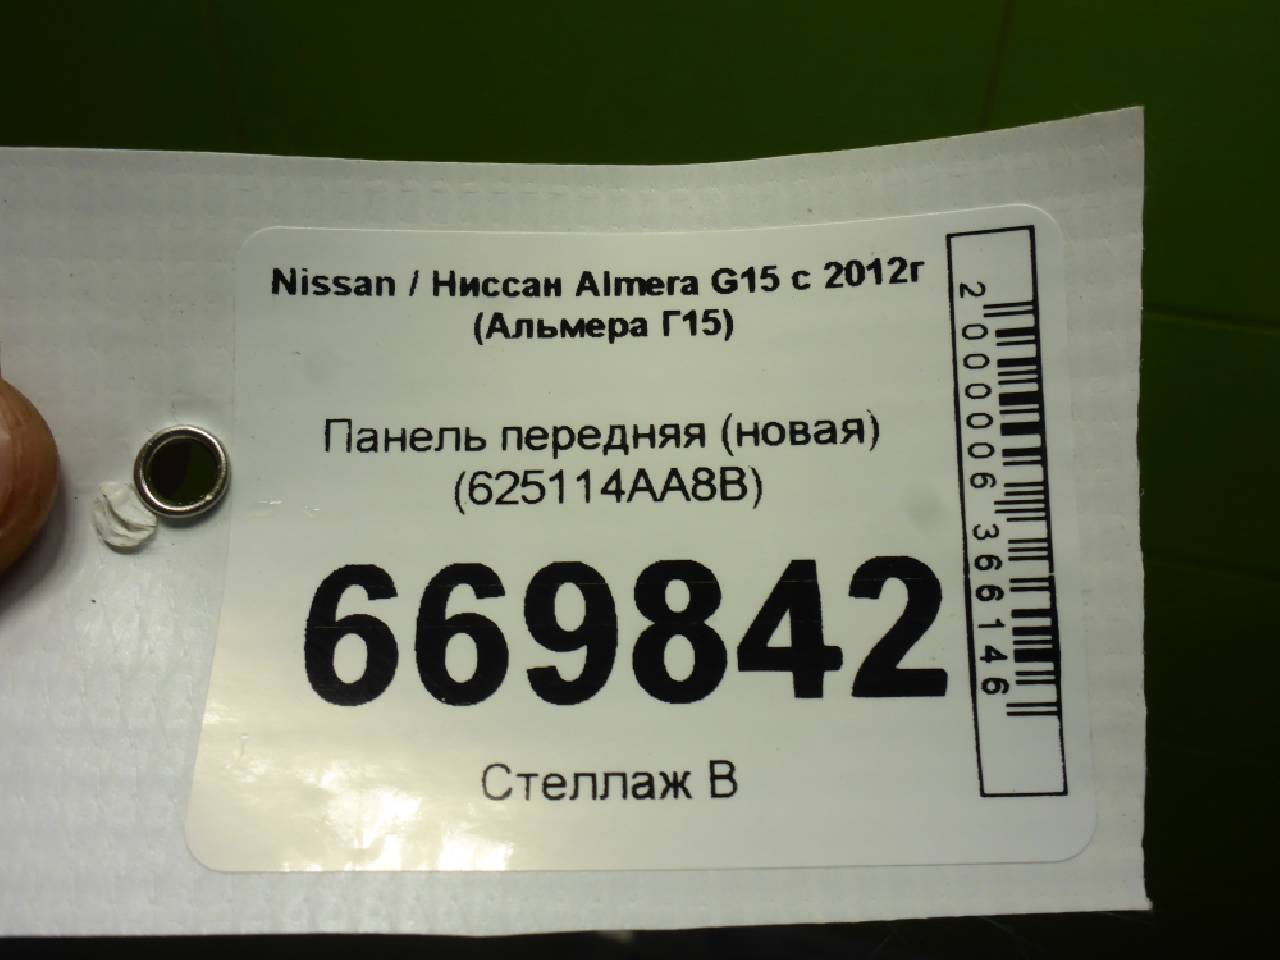 Nissan / Ниссан Almera G15 с 2012г
(Альмера Г15)
Панель передняя (новая)
(625114AA8B)
669842
Стеллаж В
2000006366146